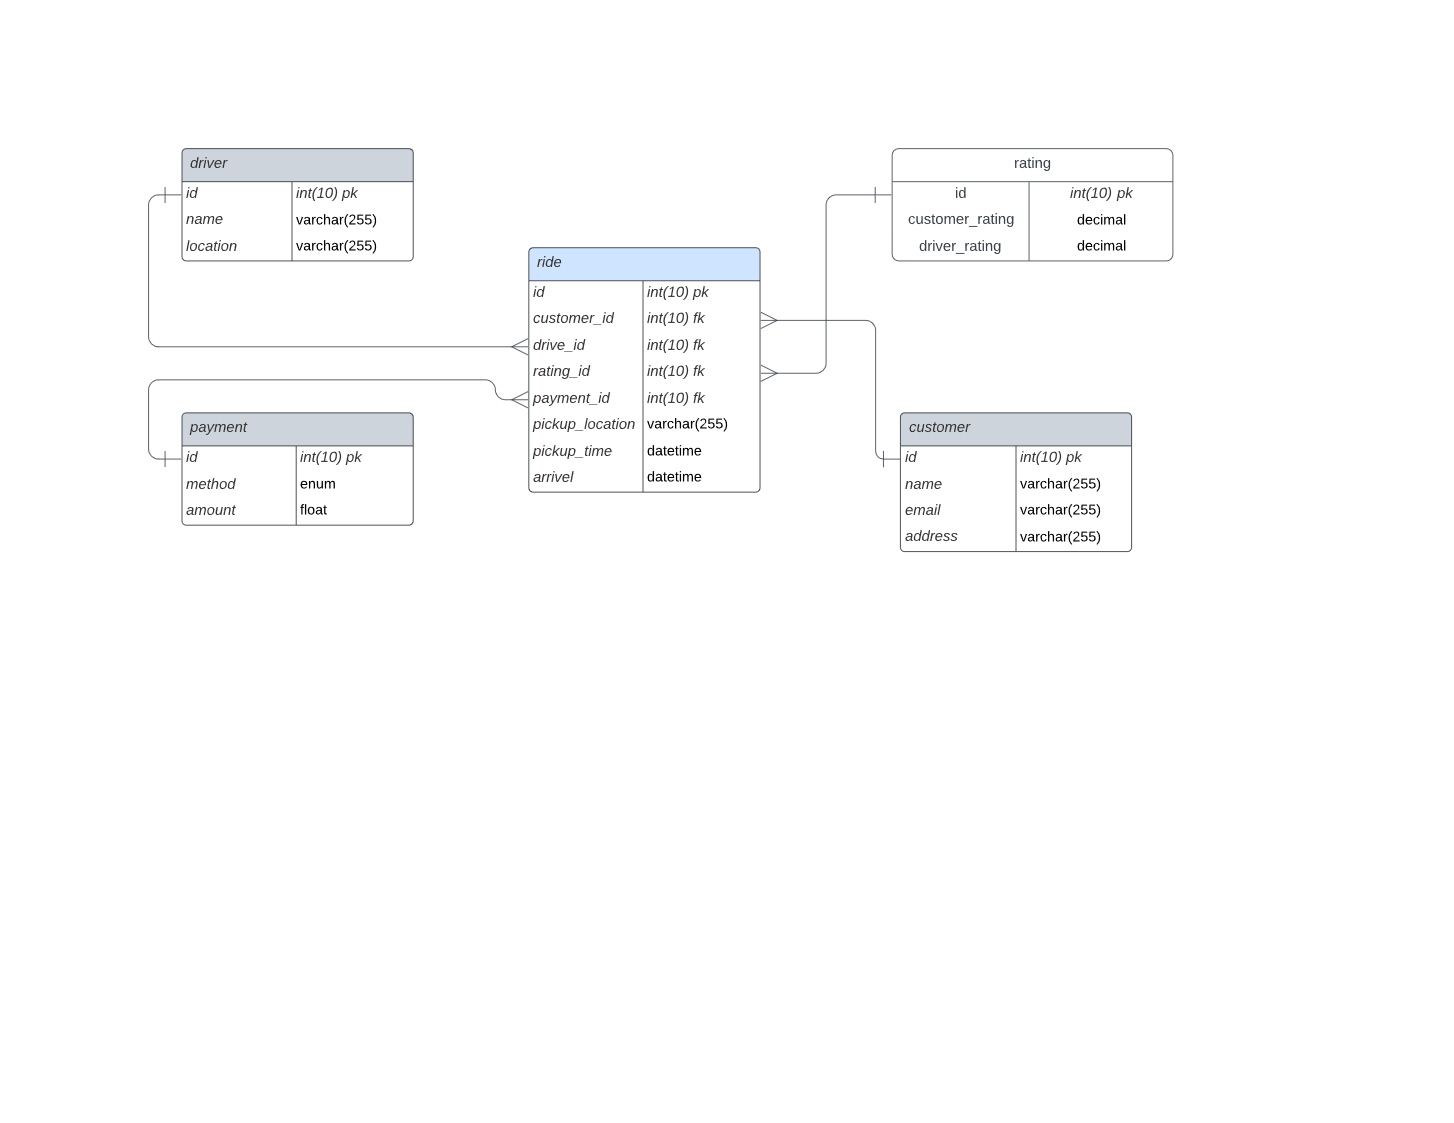 driver
id int(10) pk
name varchar(255)
location varchar(255)
rating
id int(10) pk
customer_rating decimal
driver_rating decimal
ride
id int(10) pk
customer_id int(10) fk
drive_id int(10) fk
rating_id int(10) fk
payment_id int(10) fk
pickup_location varchar(255)
pickup_time datetime
arrivel datetime
payment
id int(10) pk
method enum
amount float
customer
id int(10) pk
name varchar(255)
email varchar(255)
address varchar(255)